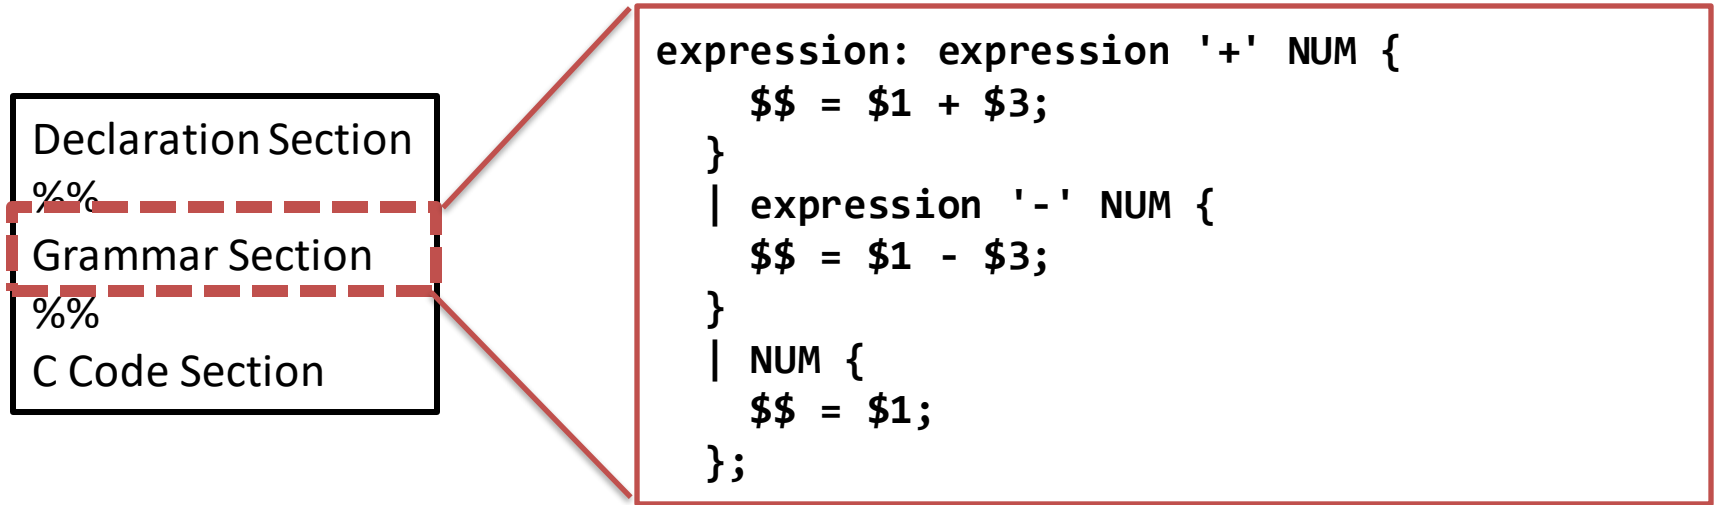 Declaration Section
%%
Grammar Section
%%
C Code Section
expression: expression '+' NUM {
    $$ = $1 + $3;
  }
  | expression '-' NUM {
    $$ = $1 - $3;
  }
  | NUM {
    $$ = $1;
  };